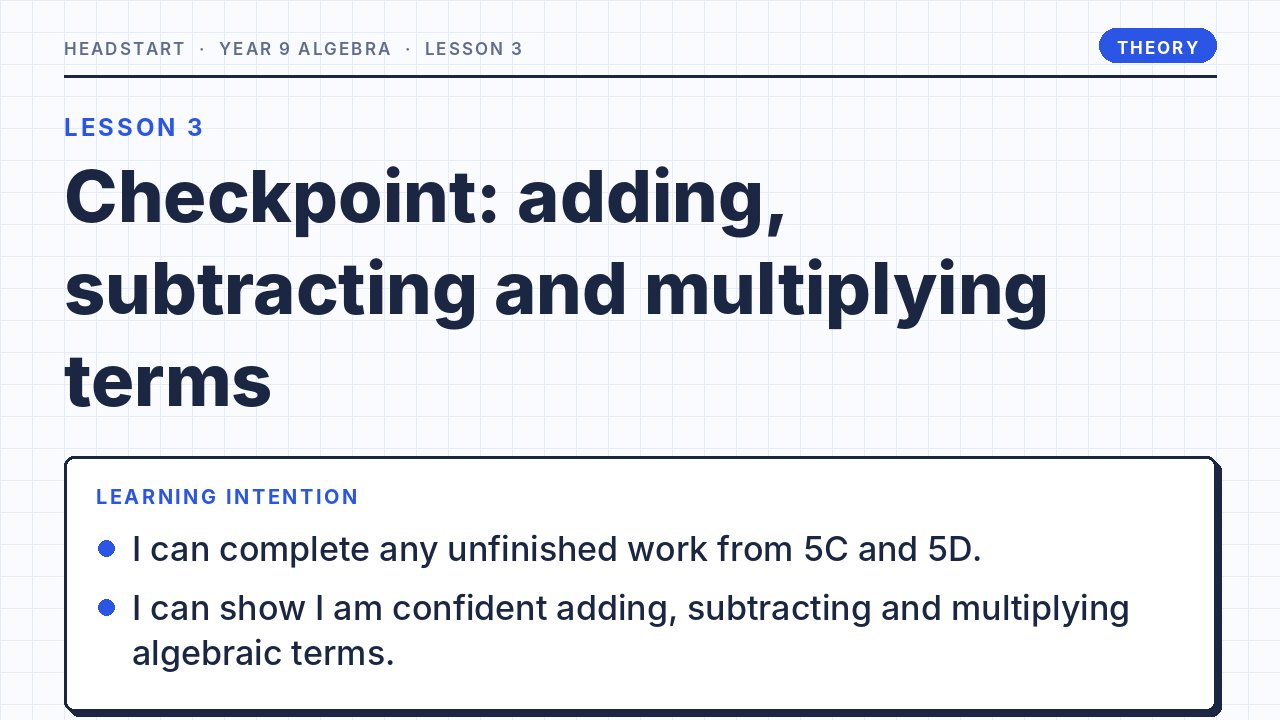 HEADSTART · YEAR 9 ALGEBRA · LESSON 3
THEORY
LESSON 3
Checkpoint: adding,
subtracting and multiplying
terms
LEARNING INTENTION
I can complete any unfinished work from 5C and 5D.
I can show I am confident adding, subtracting and multiplying
algebraic terms.